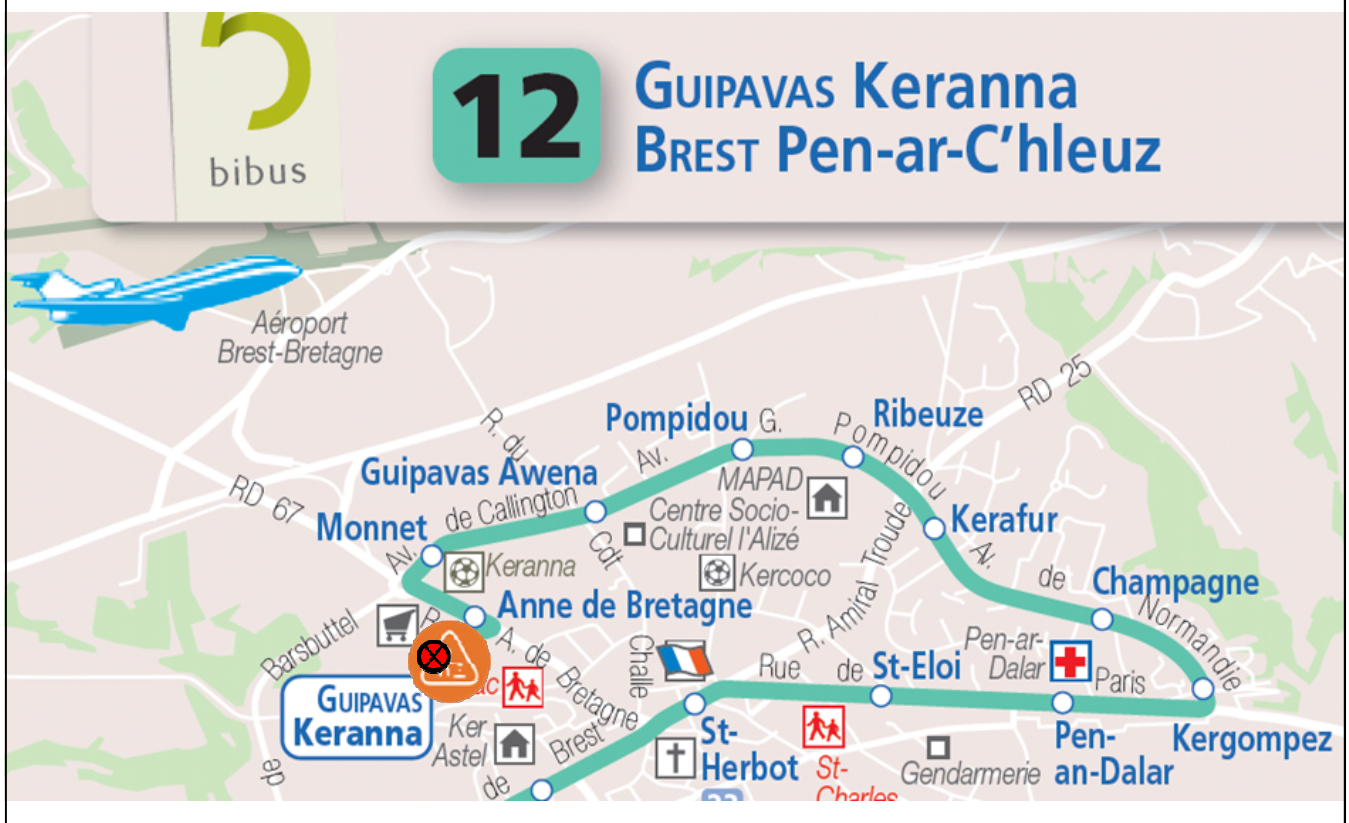 bibus
12
GUIPAVAS Keranna
BREST Pen-ar-C'hleuz
Aéroport
Brest-Bretagne
RD 25
Pompidou
G.
Pompidou
Ribeuze
R. du
Av.
Guipavas Awena
MAPAD
RD 67
de Callington
Centre Socio-
Culturel l'Alizé
Monnet
Kerafur
Av.
Keranna
Cdt
Kercoco
R. Amiral Troude
Av.
de
Champagne
Normandie
Anne de Bretagne
Barsbuttel
A. de Bretagne
Challe
Rue
de
St-Eloi
Pen-ar-
Dalar
Paris
GUIPAVAS
Keranna
Ker
Astel
Brest
de
St-
Herbot
St-
Charles
Gendarmerie
Pen-
an-Dalar
Kergompez
de